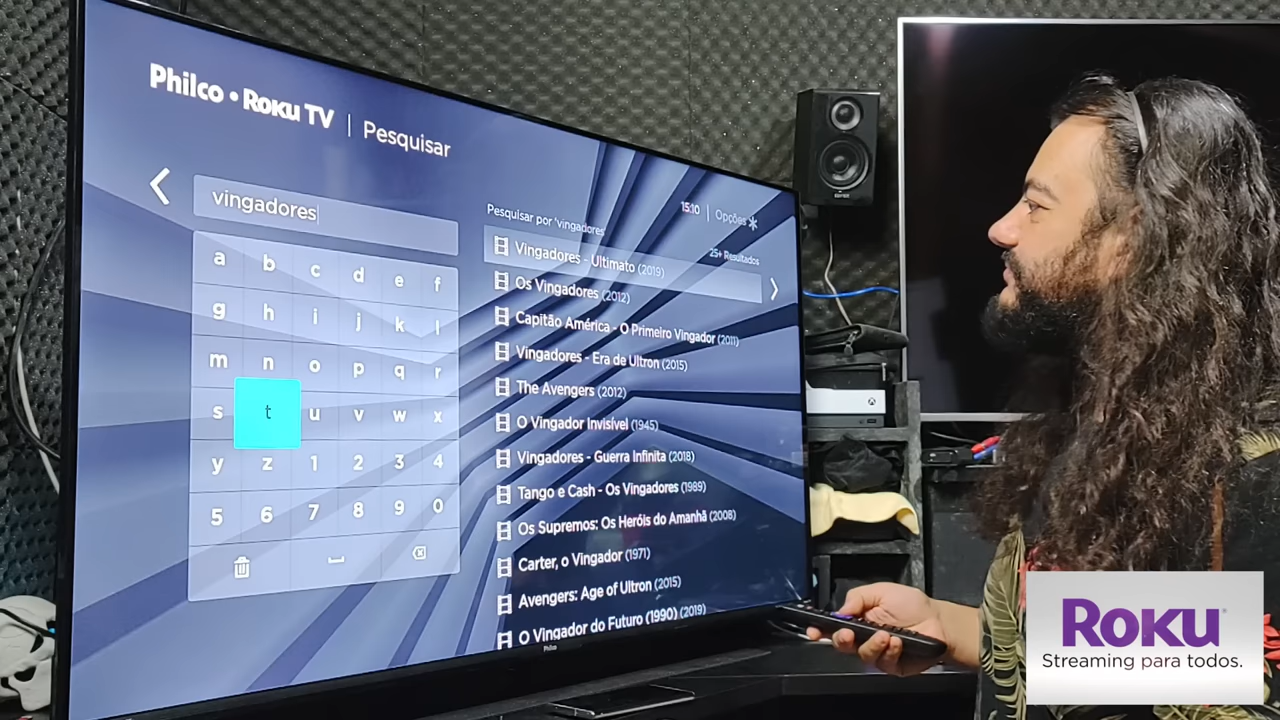 Philco • Roku TV | Pesquisar
15:10 | Opções
vingadores
Pesquisar por 'vingadores'
25+ Resultados
a b c d e f
g h i j k l
m n o p q r
s t u v w x
y z 1 2 3 4
5 6 7 8 9 0
Vingadores - Ultimato (2019)
Os Vingadores (2012)
Capitão América - O Primeiro Vingador (2011)
Vingadores - Era de Ultron (2015)
The Avengers (2012)
O Vingador Invisível (1945)
Vingadores - Guerra Infinita (2018)
Tango e Cash - Os Vingadores (1989)
Os Supremos: Os Heróis do Amanhã (2008)
Carter, o Vingador (1971)
Avengers: Age of Ultron (2015)
O Vingador do Futuro (1990) (2019)
Philco
Roku
Streaming para todos.